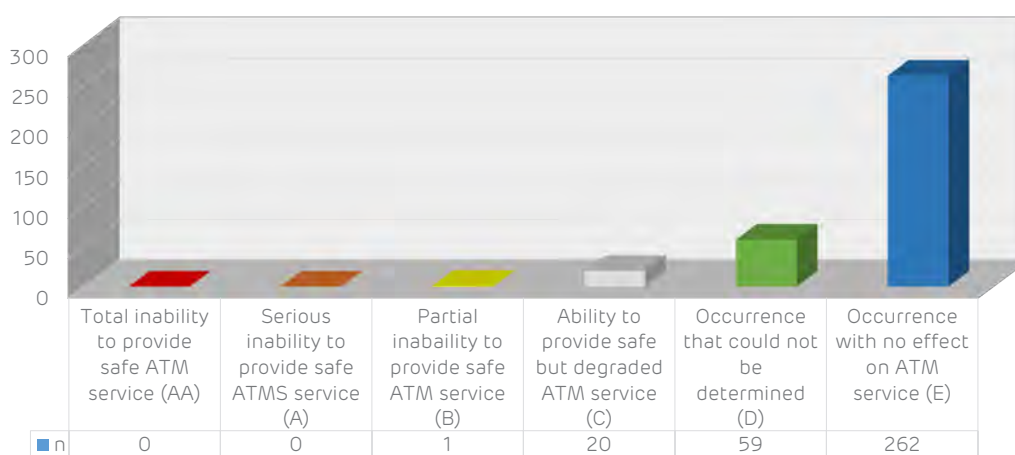 300
250
200
150
100
50
0
Total inability
to provide
safe ATM
service (AA)
Serious
inability to
provide safe
ATMS service
(A)
Partial
inabaility to
provide safe
ATM service
(B)
Ability to
provide safe
but degraded
ATM service
(C)
Occurrence
that could not
be
determined
(D)
Occurrence
with no effect
on ATM
service (E)
n 0 0 1 20 59 262